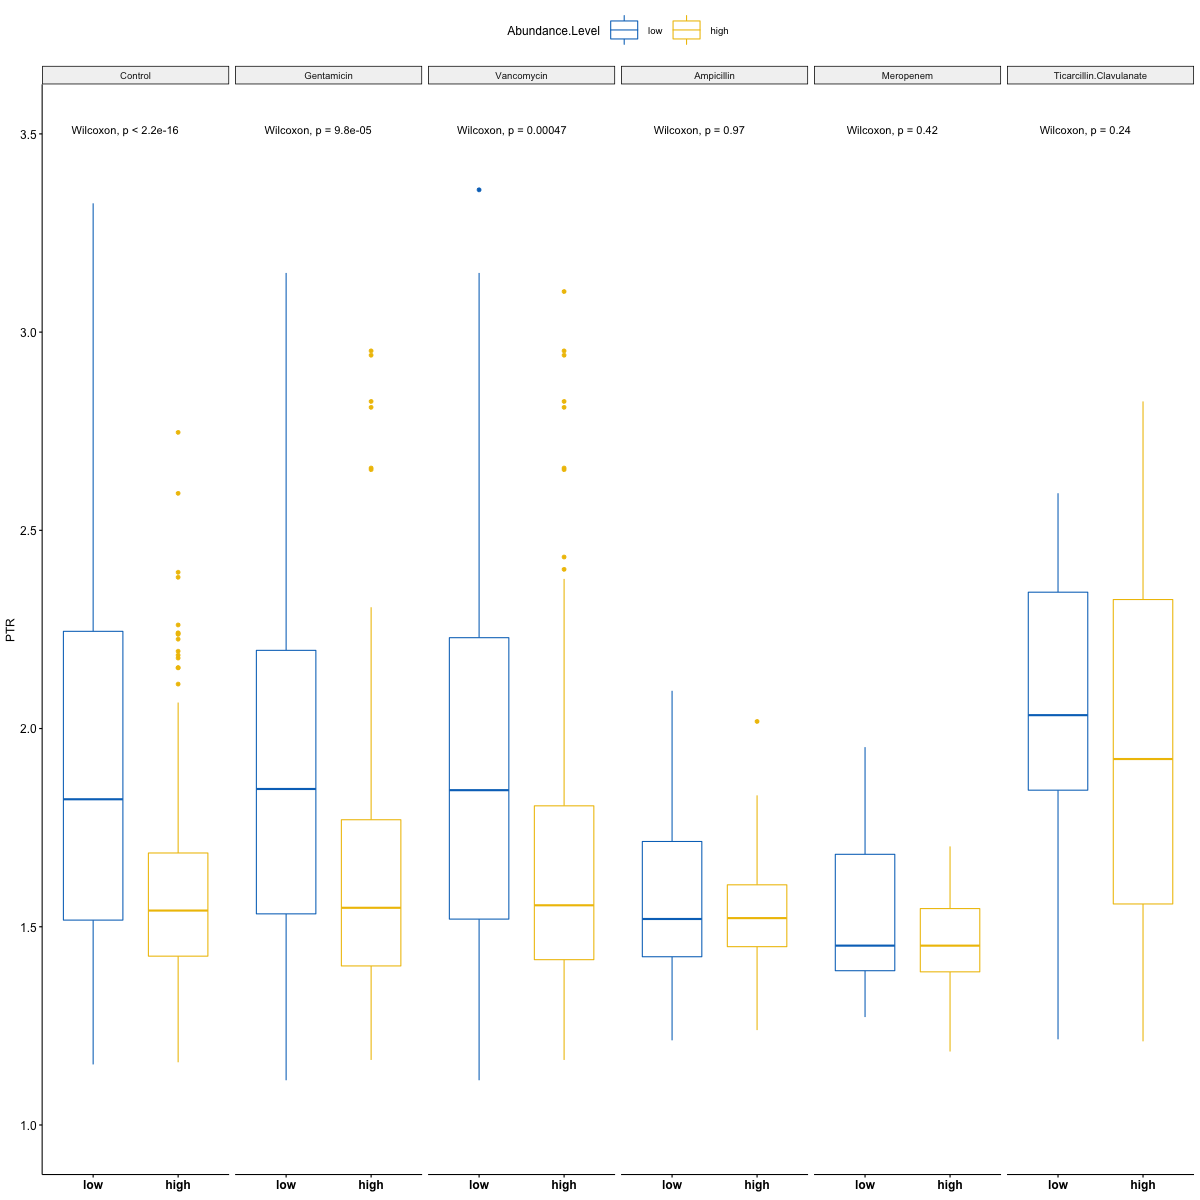 Abundance.Level low high
Control Gentamicin Vancomycin Ampicillin Meropenem Ticarcillin.Clavulanate
Wilcoxon, p < 2.2e-16 Wilcoxon, p = 9.8e-05 Wilcoxon, p = 0.00047 Wilcoxon, p = 0.97 Wilcoxon, p = 0.42 Wilcoxon, p = 0.24
3.5
3.0
2.5
PTR
2.0
1.5
1.0
low high low high low high low high low high low high